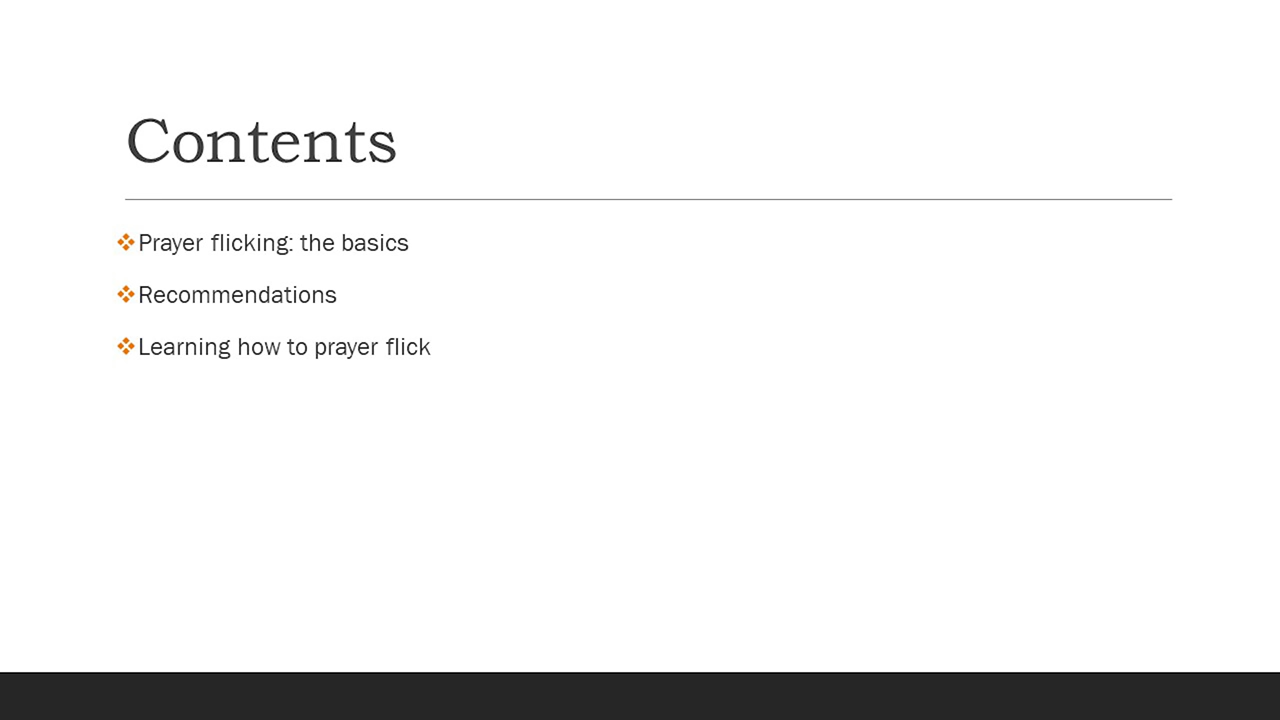 Contents
Prayer flicking: the basics
Recommendations
Learning how to prayer flick